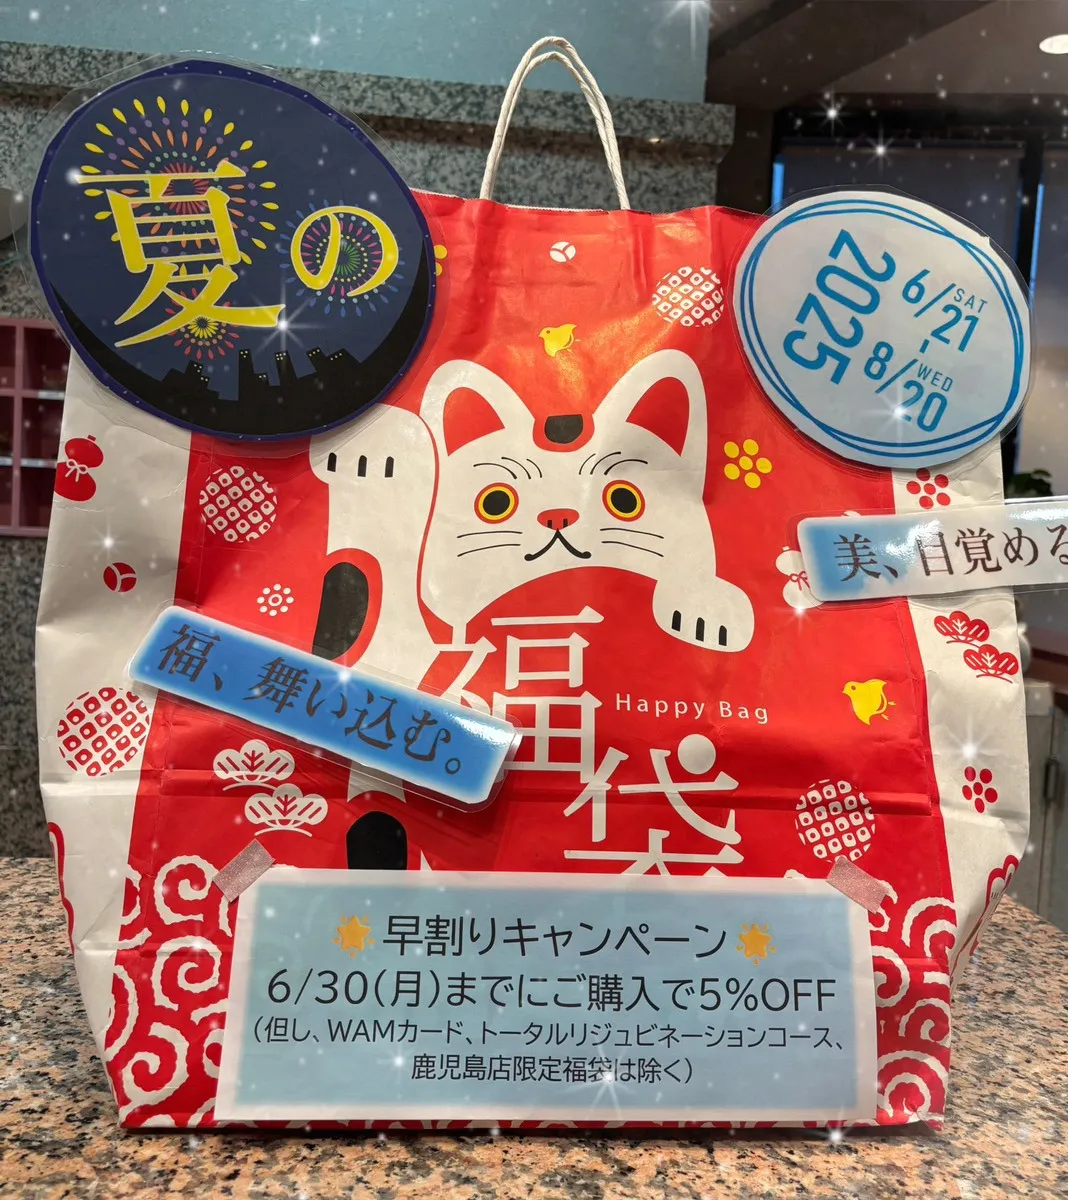 夏の
2025
6/21 SAT
-
8/20 WED
美、目覚める
福、舞い込む。
福袋
Happy Bag
早割りキャンペーン
6/30(月)までにご購入で5%OFF
(但し、WAMカード、トータルリジュビネーションコース、
鹿児島店限定福袋は除く)